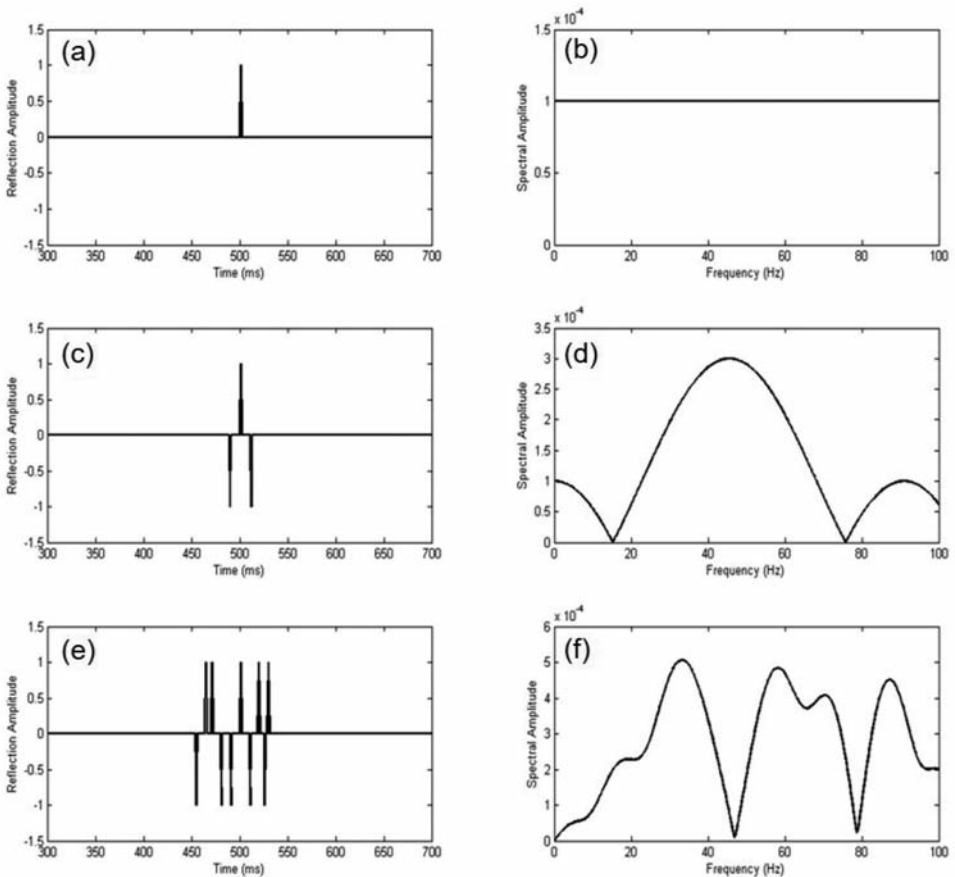 (a)
Reflection Amplitude
1.5
1
0.5
0
-0.5
-1
-1.5
300 350 400 450 500 550 600 650 700
Time (ms)
(b)
x 10⁻⁴
Spectral Amplitude
1.5
1
0.5
0
0 20 40 60 80 100
Frequency (Hz)
(c)
Reflection Amplitude
1.5
1
0.5
0
-0.5
-1
-1.5
300 350 400 450 500 550 600 650 700
Time (ms)
(d)
x 10⁻⁴
Spectral Amplitude
3.5
3
2.5
2
1.5
1
0.5
0
0 20 40 60 80 100
Frequency (Hz)
(e)
Reflection Amplitude
1.5
1
0.5
0
-0.5
-1
-1.5
300 350 400 450 500 550 600 650 700
Time (ms)
(f)
x 10⁻⁴
Spectral Amplitude
6
5
4
3
2
1
0
0 20 40 60 80 100
Frequency (Hz)